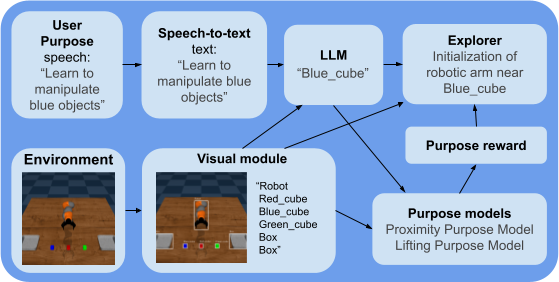 User
Purpose
speech:
“Learn to
manipulate
blue objects”
Speech-to-text
text:
“Learn to
manipulate
blue objects”
LLM
“Blue_cube”
Explorer
Initialization of
robotic arm near
Blue_cube
Environment
Visual module
“Robot
Red_cube
Blue_cube
Green_cube
Box
Box”
Purpose reward
Purpose models
Proximity Purpose Model
Lifting Purpose Model